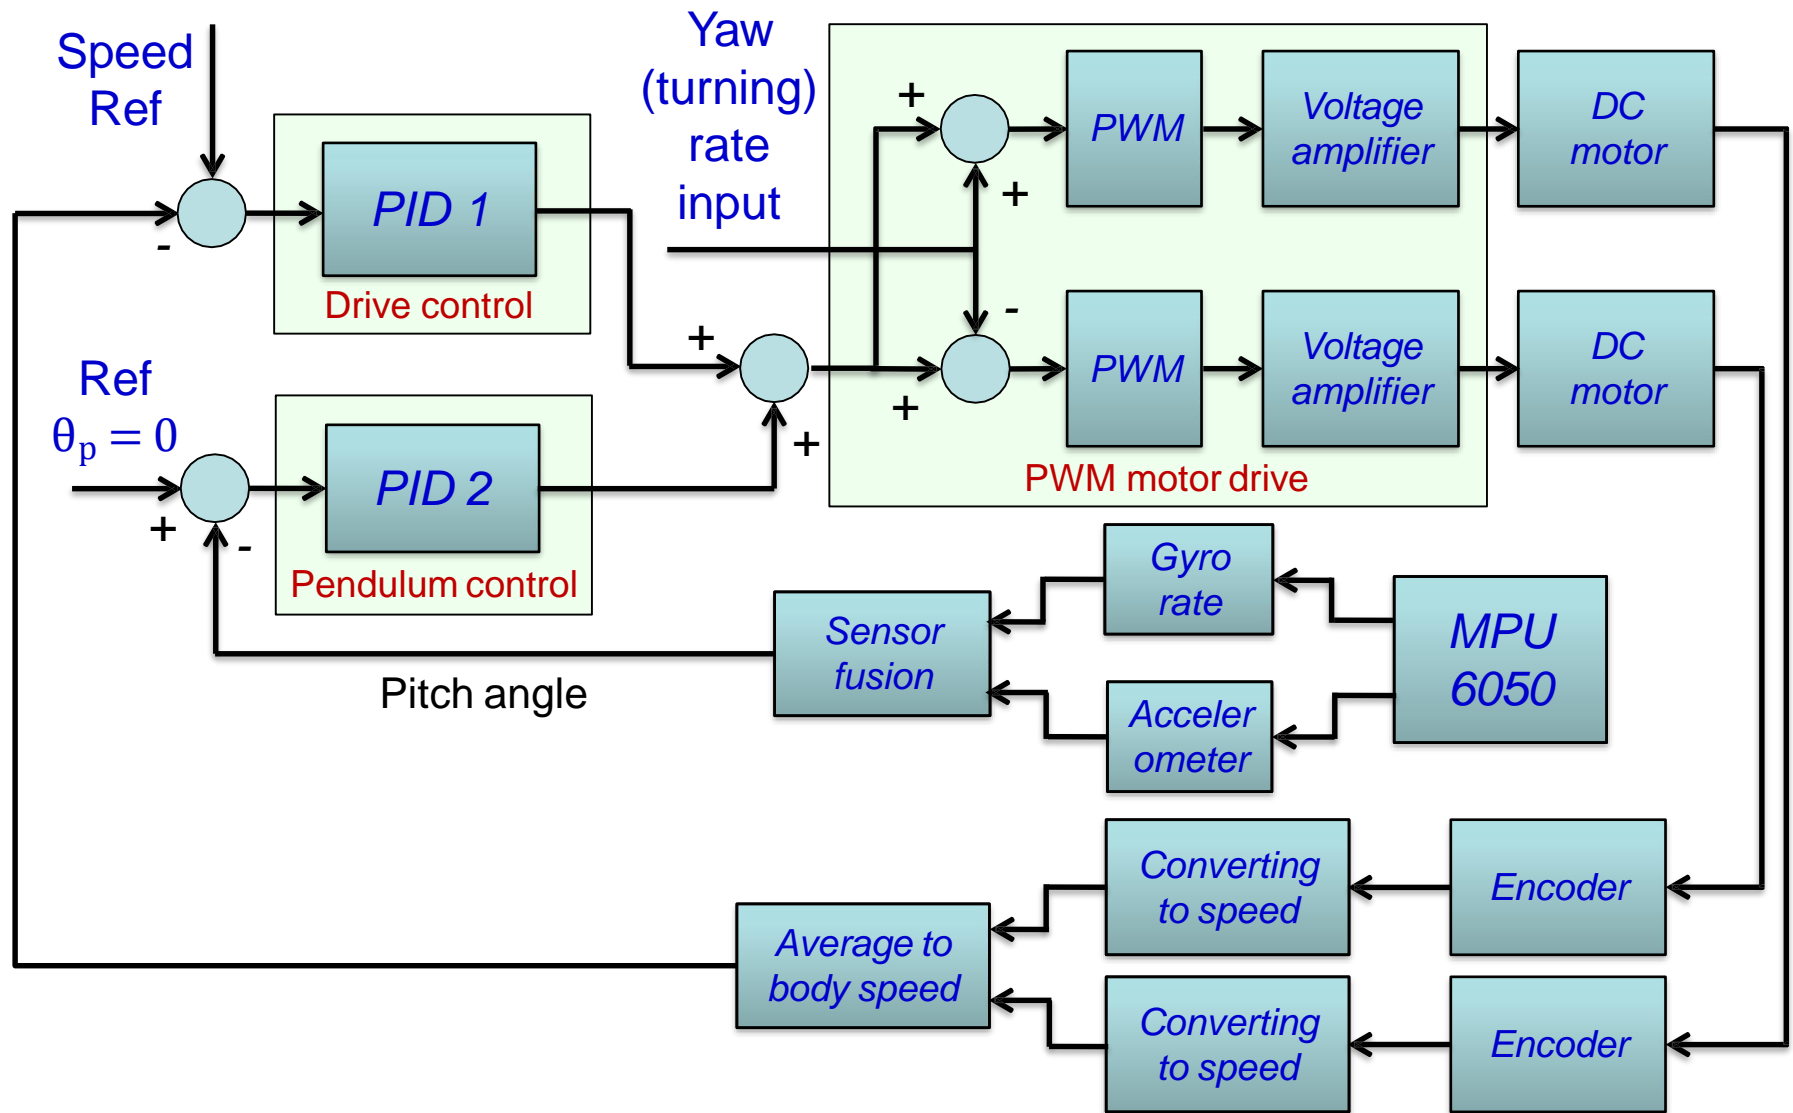 Speed
Ref
-
PID 1
Drive control
Ref
θp = 0
+
-
PID 2
Pendulum control
Pitch angle
+
+
Yaw
(turning)
rate
input
+
+
-
+
PWM
Voltage
amplifier
PWM
Voltage
amplifier
PWM motor drive
DC
motor
DC
motor
Gyro
rate
Acceler
ometer
MPU
6050
Sensor
fusion
Converting
to speed
Encoder
Average to
body speed
Converting
to speed
Encoder